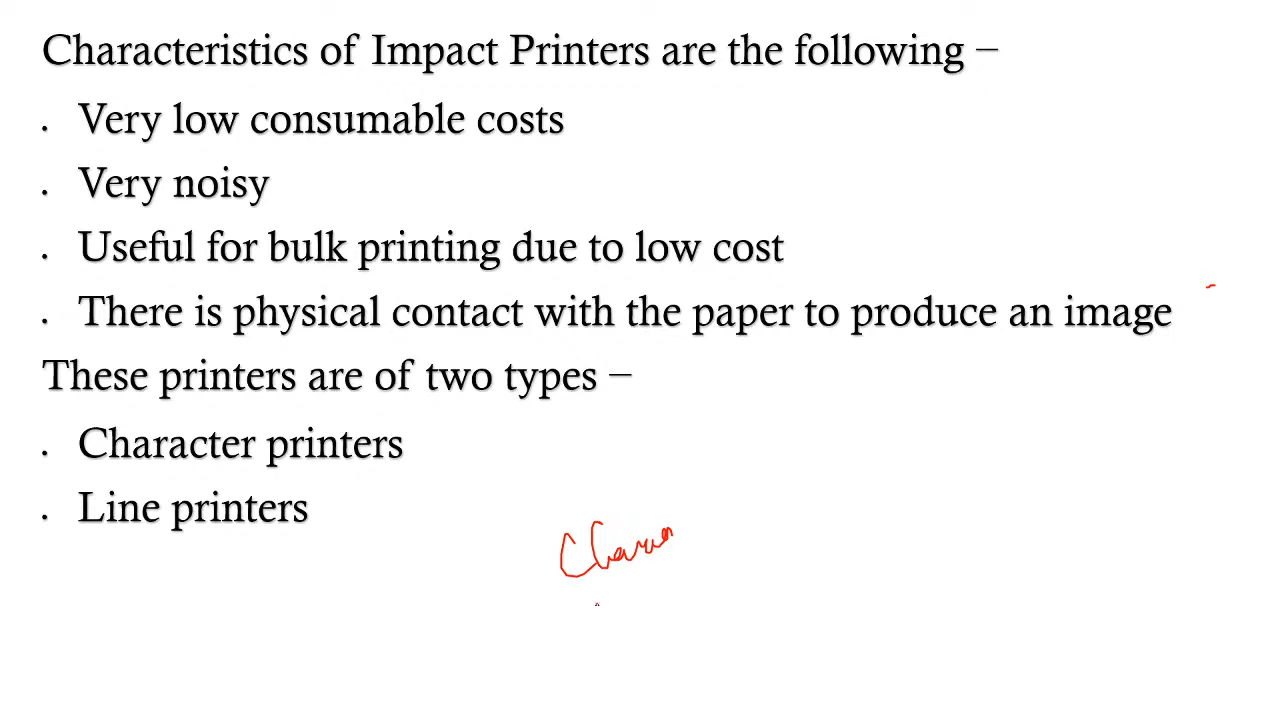 Characteristics of Impact Printers are the following –
. Very low consumable costs
. Very noisy
. Useful for bulk printing due to low cost
. There is physical contact with the paper to produce an image
These printers are of two types –
. Character printers
. Line printers